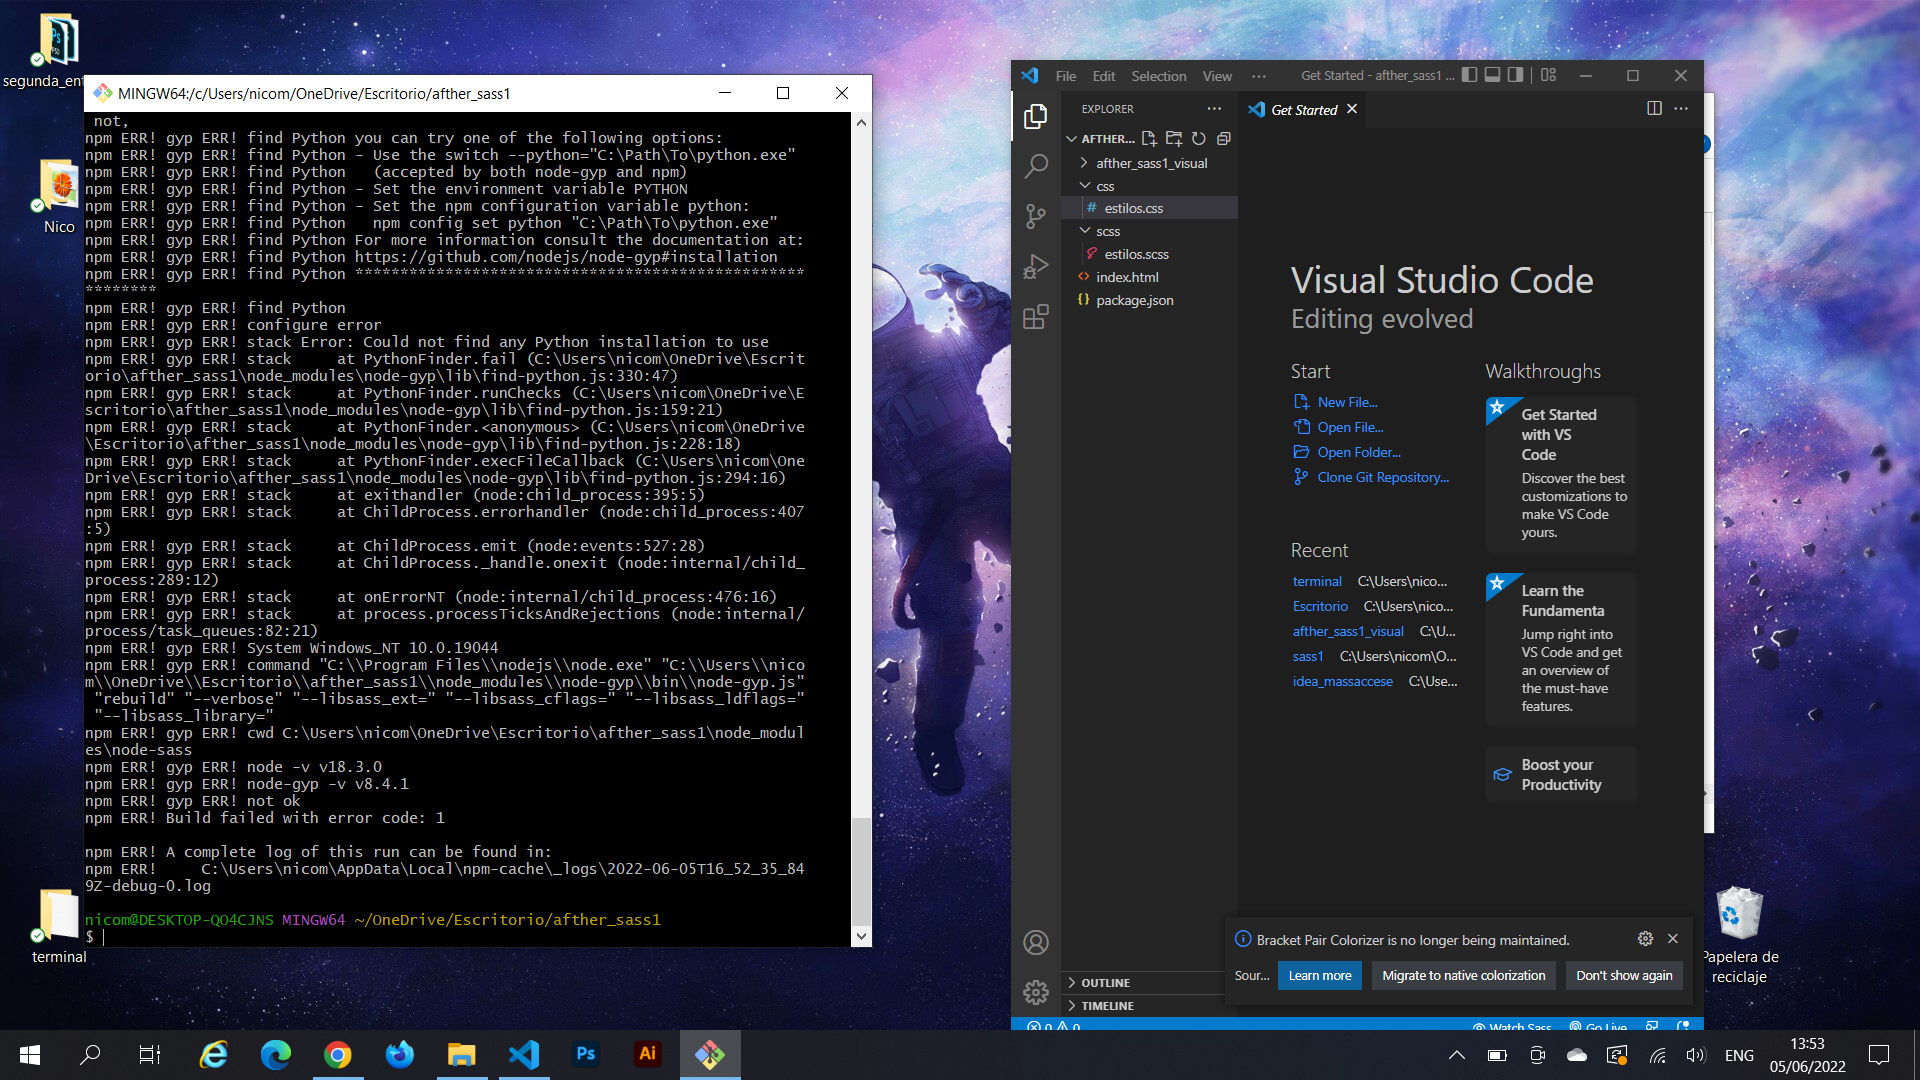 segunda_ent
Nico
terminal
MINGW64:/c/Users/nicom/OneDrive/Escritorio/afther_sass1
 not,
npm ERR! gyp ERR! find Python you can try one of the following options:
npm ERR! gyp ERR! find Python - Use the switch --python="C:\Path\To\python.exe"
npm ERR! gyp ERR! find Python   (accepted by both node-gyp and npm)
npm ERR! gyp ERR! find Python - Set the environment variable PYTHON
npm ERR! gyp ERR! find Python - Set the npm configuration variable python:
npm ERR! gyp ERR! find Python   npm config set python "C:\Path\To\python.exe"
npm ERR! gyp ERR! find Python For more information consult the documentation at:
npm ERR! gyp ERR! find Python https://github.com/nodejs/node-gyp#installation
npm ERR! gyp ERR! find Python **************************************************
********
npm ERR! gyp ERR! find Python
npm ERR! gyp ERR! configure error
npm ERR! gyp ERR! stack Error: Could not find any Python installation to use
npm ERR! gyp ERR! stack     at PythonFinder.fail (C:\Users\nicom\OneDrive\Escrit
orio\afther_sass1\node_modules\node-gyp\lib\find-python.js:330:47)
npm ERR! gyp ERR! stack     at PythonFinder.runChecks (C:\Users\nicom\OneDrive\E
scritorio\afther_sass1\node_modules\node-gyp\lib\find-python.js:159:21)
npm ERR! gyp ERR! stack     at PythonFinder.<anonymous> (C:\Users\nicom\OneDrive
\Escritorio\afther_sass1\node_modules\node-gyp\lib\find-python.js:228:18)
npm ERR! gyp ERR! stack     at PythonFinder.execFileCallback (C:\Users\nicom\One
Drive\Escritorio\afther_sass1\node_modules\node-gyp\lib\find-python.js:294:16)
npm ERR! gyp ERR! stack     at exithandler (node:child_process:395:5)
npm ERR! gyp ERR! stack     at ChildProcess.errorhandler (node:child_process:407
:5)
npm ERR! gyp ERR! stack     at ChildProcess.emit (node:events:527:28)
npm ERR! gyp ERR! stack     at ChildProcess._handle.onexit (node:internal/child_
process:289:12)
npm ERR! gyp ERR! stack     at onErrorNT (node:internal/child_process:476:16)
npm ERR! gyp ERR! stack     at process.processTicksAndRejections (node:internal/
process/task_queues:82:21)
npm ERR! gyp ERR! System Windows_NT 10.0.19044
npm ERR! gyp ERR! command "C:\\Program Files\\nodejs\\node.exe" "C:\\Users\\nico
m\\OneDrive\\Escritorio\\afther_sass1\\node_modules\\node-gyp\\bin\\node-gyp.js"
 "rebuild" "--verbose" "--libsass_ext=" "--libsass_cflags=" "--libsass_ldflags="
 "--libsass_library="
npm ERR! gyp ERR! cwd C:\Users\nicom\OneDrive\Escritorio\afther_sass1\node_modul
es\node-sass
npm ERR! gyp ERR! node -v v18.3.0
npm ERR! gyp ERR! node-gyp -v v8.4.1
npm ERR! gyp ERR! not ok
npm ERR! Build failed with error code: 1
npm ERR! A complete log of this run can be found in:
npm ERR!     C:\Users\nicom\AppData\Local\npm-cache\_logs\2022-06-05T16_52_35_84
9Z-debug-0.log
nicom@DESKTOP-QO4CJNS MINGW64 ~/OneDrive/Escritorio/afther_sass1
$
File Edit Selection View ··· Get Started - afther_sass1 ...
EXPLORER
AFTHER...
afther_sass1_visual
css
# estilos.css
scss
estilos.scss
<> index.html
{} package.json
OUTLINE
TIMELINE
Get Started
Visual Studio Code
Editing evolved
Start
New File...
Open File...
Open Folder...
Clone Git Repository...
Recent
terminal C:\Users\nico...
Escritorio C:\Users\nico...
afther_sass1_visual C:\U...
sass1 C:\Users\nicom\O...
idea_massaccese C:\Use...
Walkthroughs
Get Started
with VS
Code
Discover the best
customizations to
make VS Code
yours.
Learn the
Fundamenta
Jump right into
VS Code and get
an overview of
the must-have
features.
Boost your
Productivity
Bracket Pair Colorizer is no longer being maintained.
Sour... Learn more Migrate to native colorization Don't show again
0 0 Watch Sass Go Live
Papelera de
reciclaje
Ps Ai
ENG
13:53
05/06/2022